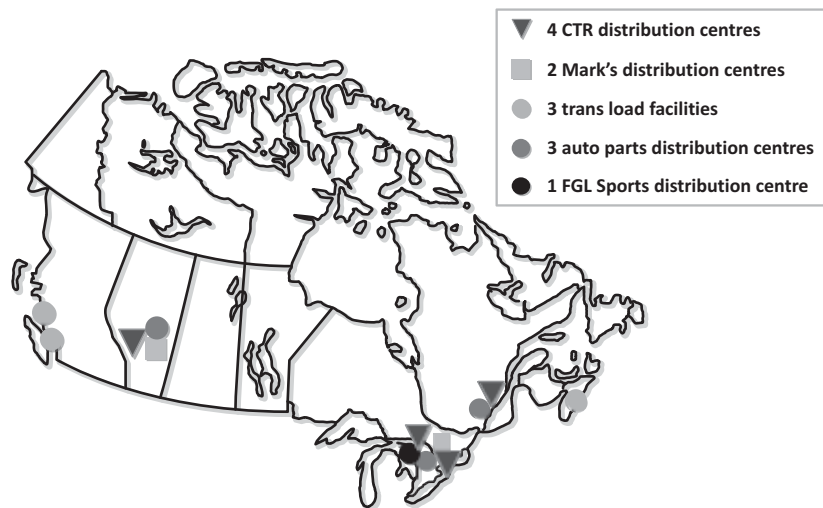 4 CTR distribution centres
2 Mark’s distribution centres
3 trans load facilities
3 auto parts distribution centres
1 FGL Sports distribution centre